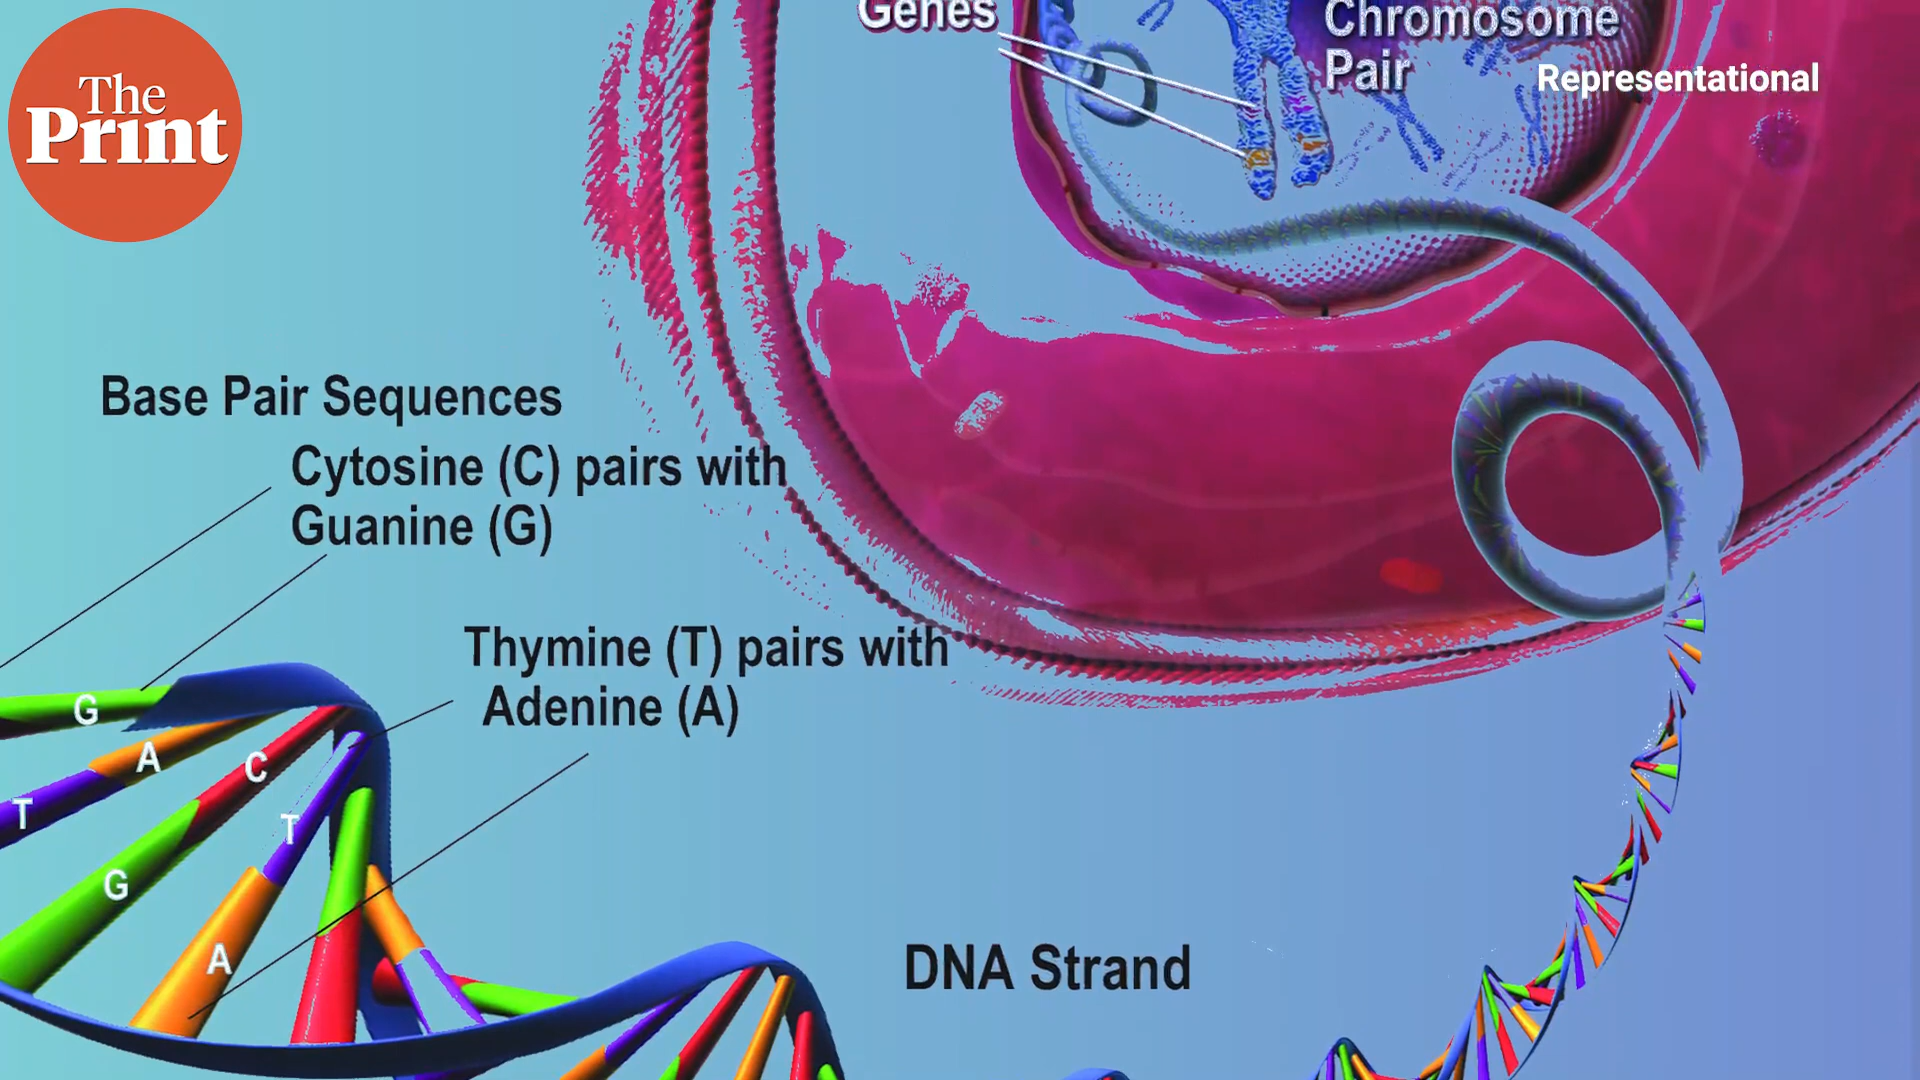 The
Print
Genes
Chromosome
Pair
Representational
Base Pair Sequences
Cytosine (C) pairs with
Guanine (G)
Thymine (T) pairs with
Adenine (A)
G
A
C
T
T
G
A
DNA Strand